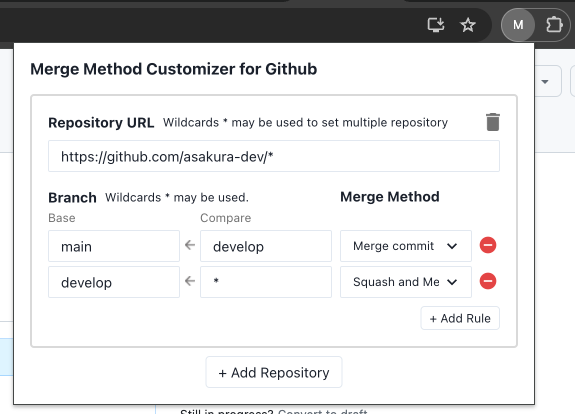 M
Merge Method Customizer for Github
Repository URL Wildcards * may be used to set multiple repository
https://github.com/asakura-dev/*
Branch Wildcards * may be used. Merge Method
Base Compare
main ← develop Merge commit
develop ← * Squash and Me
+ Add Rule
+ Add Repository
Still in progress? Convert to draft